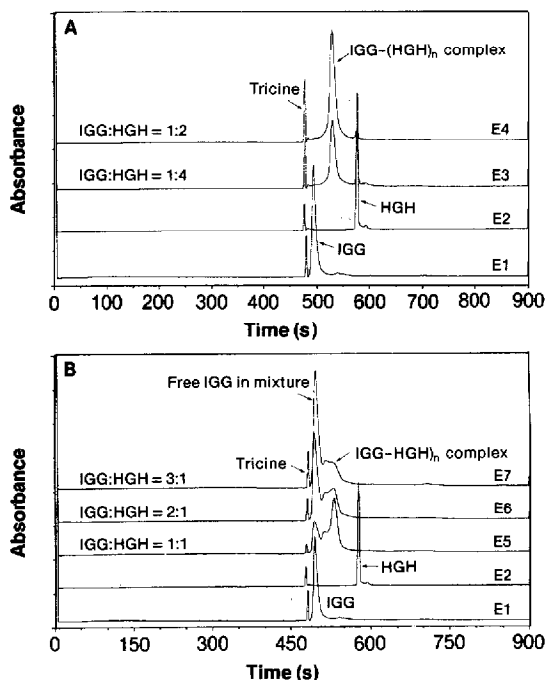 A
IGG-(HGH)n complex
Tricine
IGG:HGH = 1:2
E4
IGG:HGH = 1:4
E3
HGH
E2
IGG
E1
Absorbance
0 100 200 300 400 500 600 700 800 900
Time (s)
B
Free IGG in mixture
IGG-HGH)n complex
Tricine
IGG:HGH = 3:1
E7
IGG:HGH = 2:1
E6
IGG:HGH = 1:1
E5
HGH
E2
IGG
E1
Absorbance
0 150 300 450 600 750 900
Time (s)